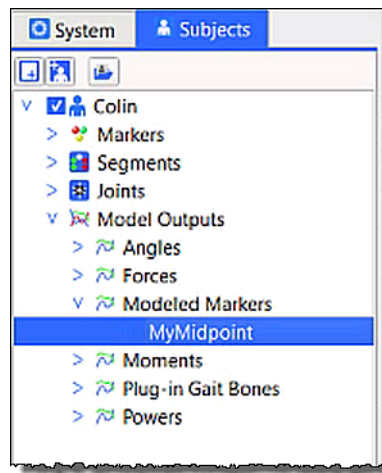 System Subjects
Colin
Markers
Segments
Joints
Model Outputs
Angles
Forces
Modeled Markers
MyMidpoint
Moments
Plug-in Gait Bones
Powers